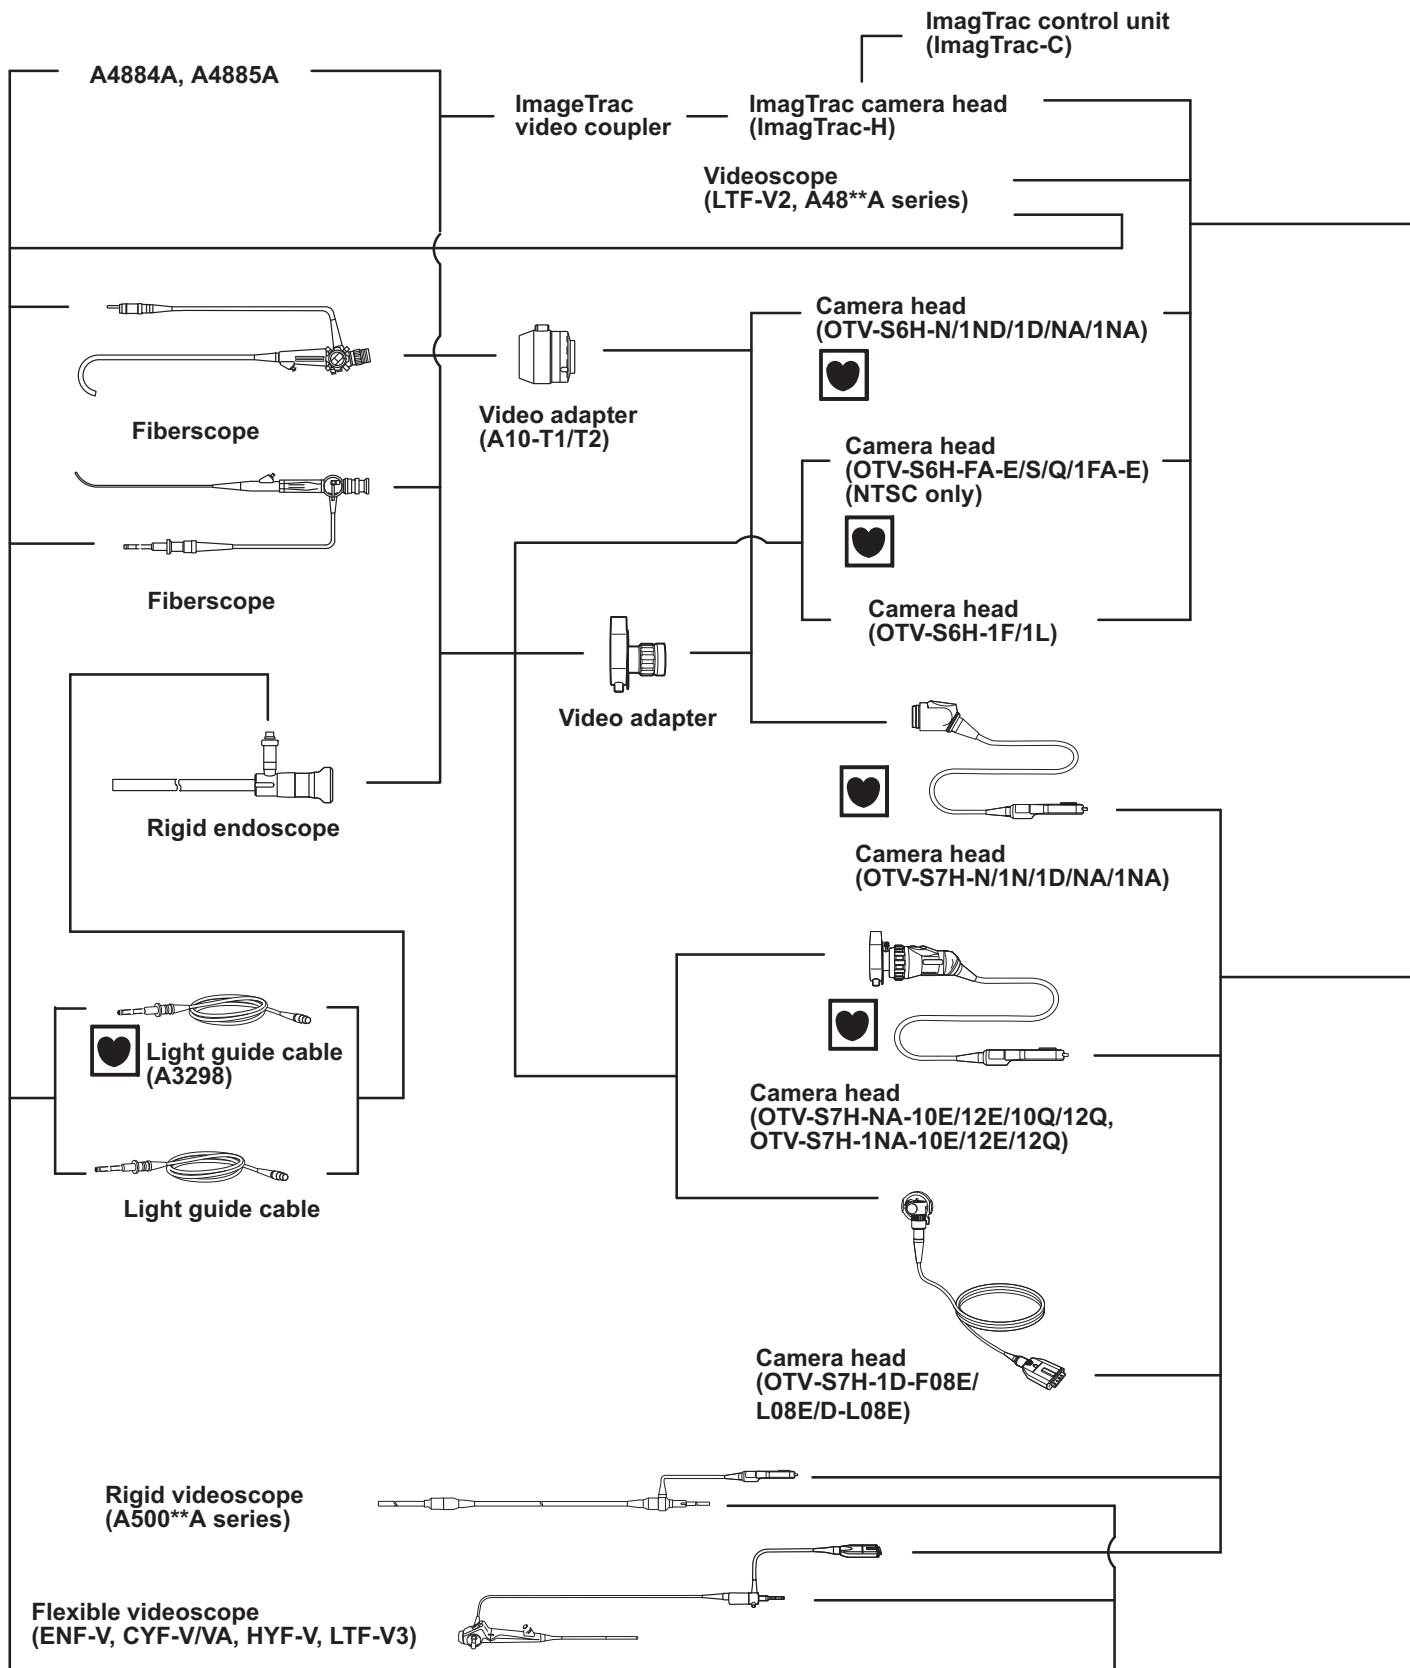 ImagTrac control unit
(ImagTrac-C)
A4884A, A4885A
ImageTrac
video coupler
ImagTrac camera head
(ImagTrac-H)
Videoscope
(LTF-V2, A48**A series)
Camera head
(OTV-S6H-N/1ND/1D/NA/1NA)
Fiberscope
Video adapter
(A10-T1/T2)
Camera head
(OTV-S6H-FA-E/S/Q/1FA-E)
(NTSC only)
Fiberscope
Camera head
(OTV-S6H-1F/1L)
Video adapter
Rigid endoscope
Camera head
(OTV-S7H-N/1N/1D/NA/1NA)
Light guide cable
(A3298)
Camera head
(OTV-S7H-NA-10E/12E/10Q/12Q,
OTV-S7H-1NA-10E/12E/12Q)
Light guide cable
Camera head
(OTV-S7H-1D-F08E/
L08E/D-L08E)
Rigid videoscope
(A500**A series)
Flexible videoscope
(ENF-V, CYF-V/VA, HYF-V, LTF-V3)